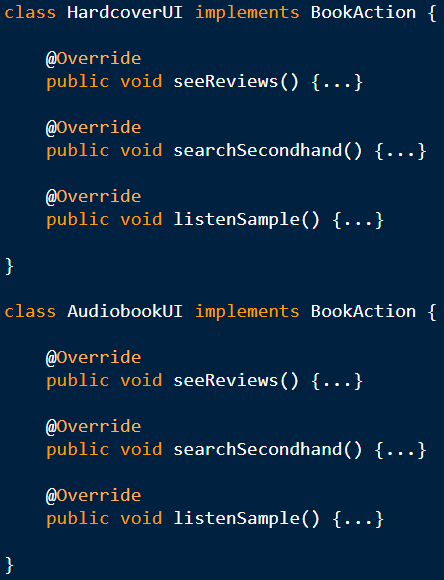 class HardcoverUI implements BookAction {
@Override
public void seeReviews() {...}
@Override
public void searchSecondhand() {...}
@Override
public void listenSample() {...}
}
class AudiobookUI implements BookAction {
@Override
public void seeReviews() {...}
@Override
public void searchSecondhand() {...}
@Override
public void listenSample() {...}
}